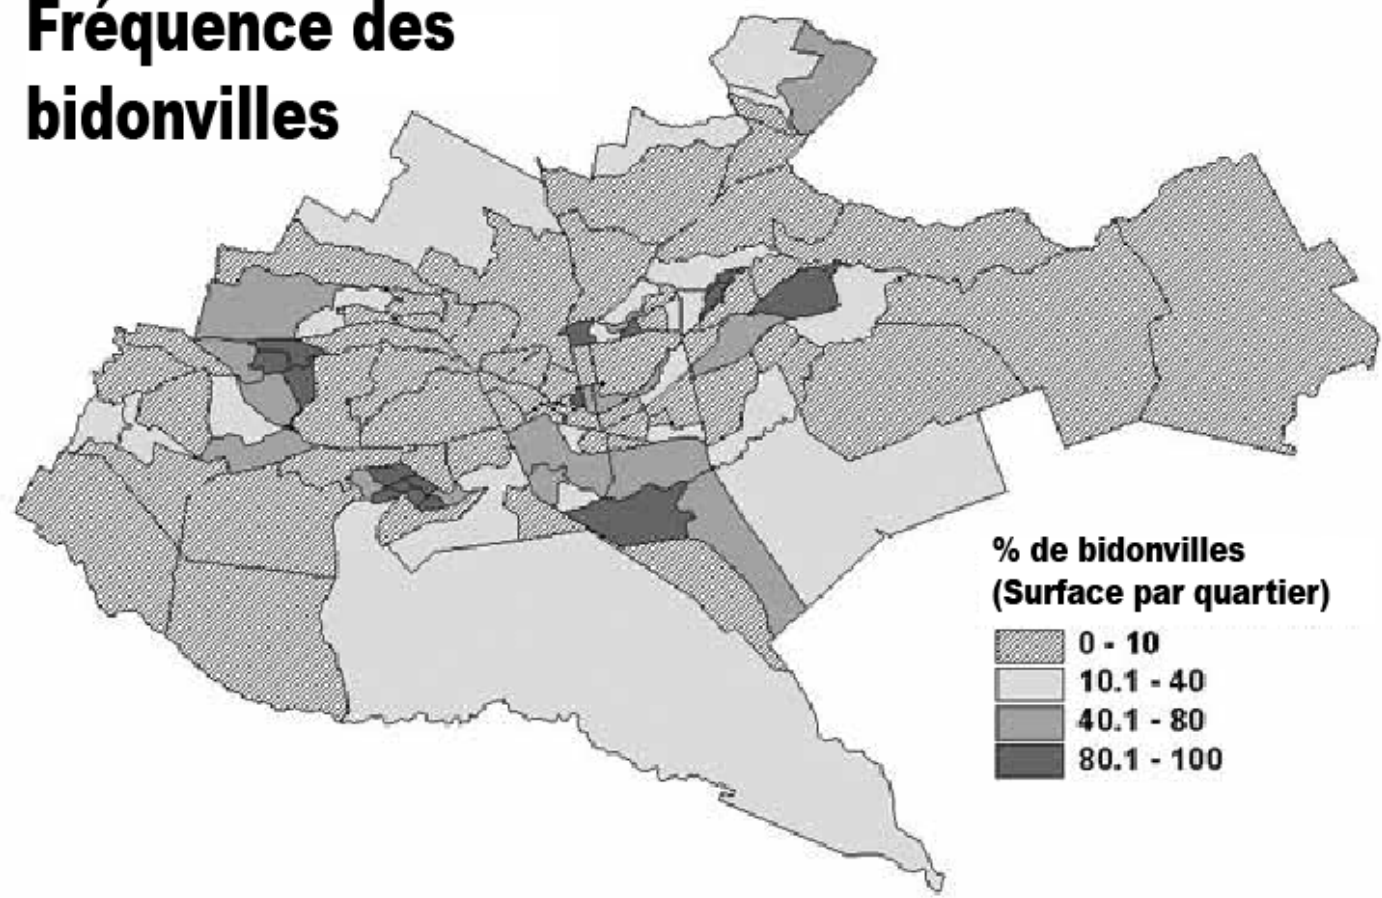 Fréquence des
bidonvilles
% de bidonvilles
(Surface par quartier)
0 - 10
10.1 - 40
40.1 - 80
80.1 - 100